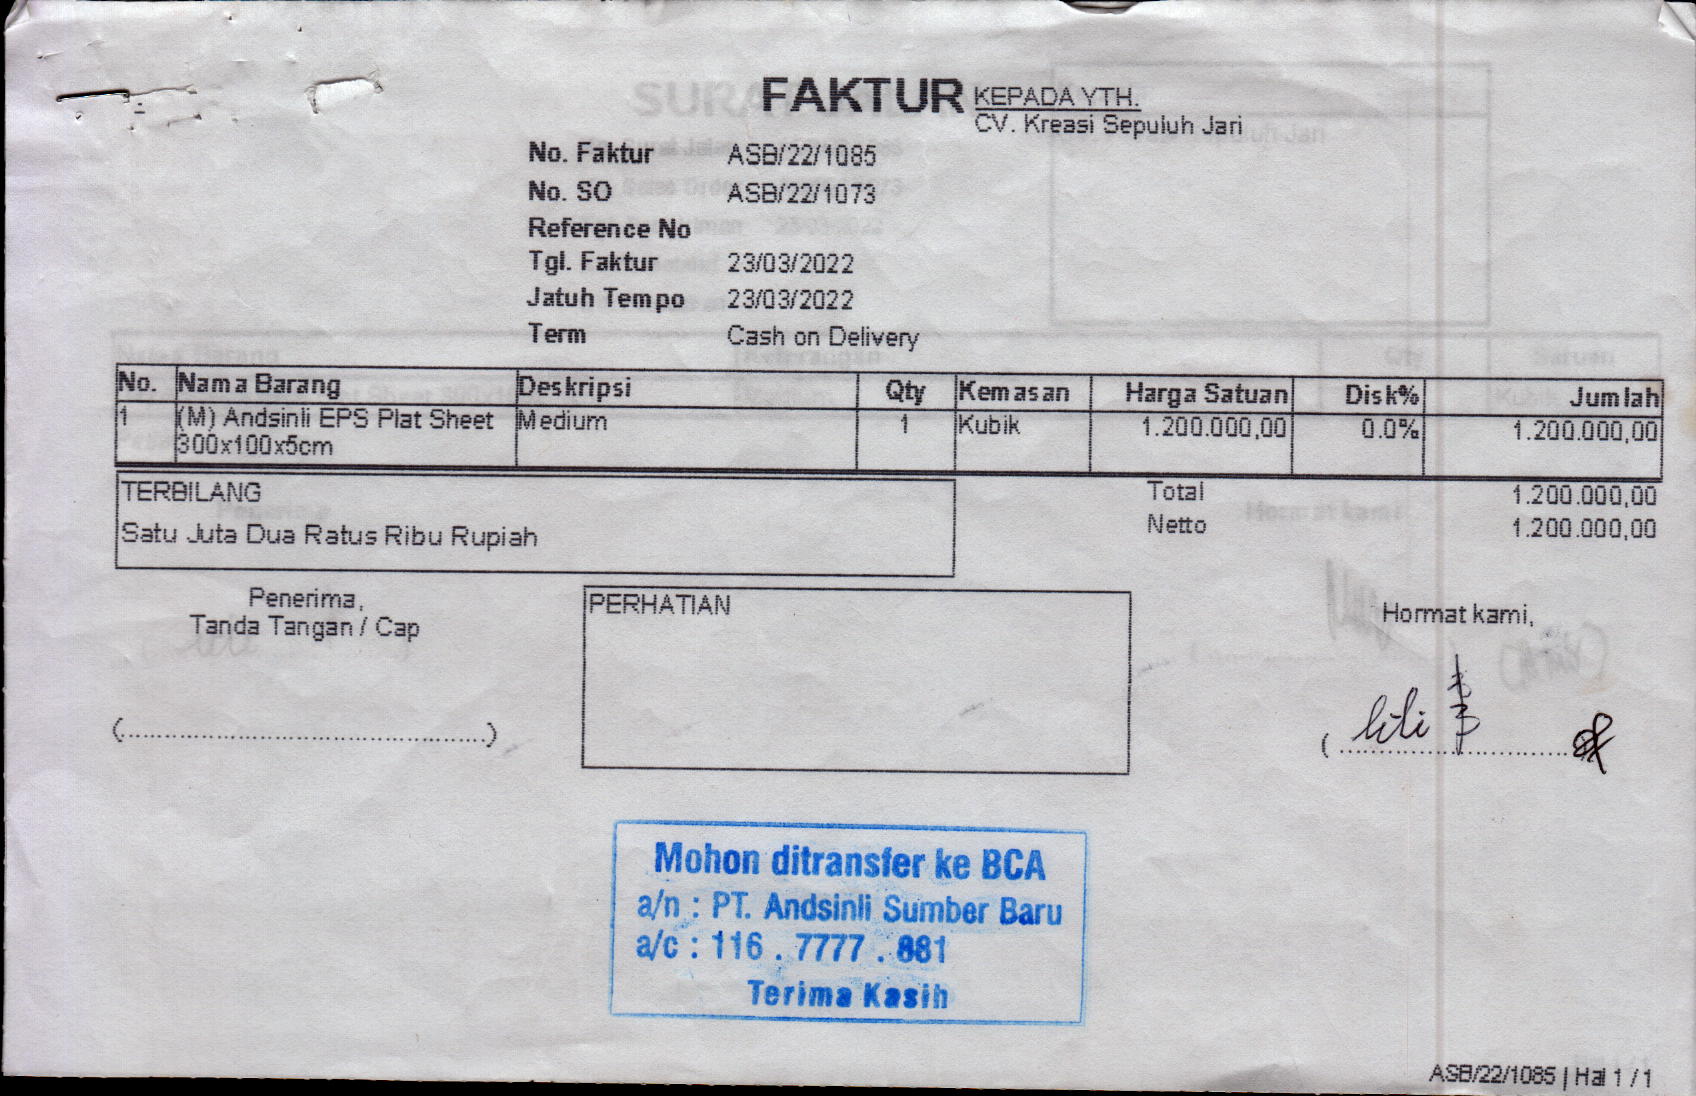 FAKTUR
KEPADA YTH.
CV. Kreasi Sepuluh Jari
No. Faktur ASB/22/1085
No. SO ASB/22/1073
Reference No
Tgl. Faktur 23/03/2022
Jatuh Tempo 23/03/2022
Term Cash on Delivery
No. Nama Barang Deskripsi Qty Kemasan Harga Satuan Disk% Jumlah
1 (M) Andsinli EPS Plat Sheet Medium 1 Kubik 1.200.000,00 0.0% 1.200.000,00
300x100x5cm
TERBILANG
Satu Juta Dua Ratus Ribu Rupiah
Total 1.200.000,00
Netto 1.200.000,00
Penerima,
Tanda Tangan / Cap
PERHATIAN
Hormat kami,
(................................................)
Mohon ditransfer ke BCA
a/n : PT. Andsinli Sumber Baru
a/c : 116 . 7777 . 881
Terima Kasih
ASB/22/1085 | Hal 1 / 1